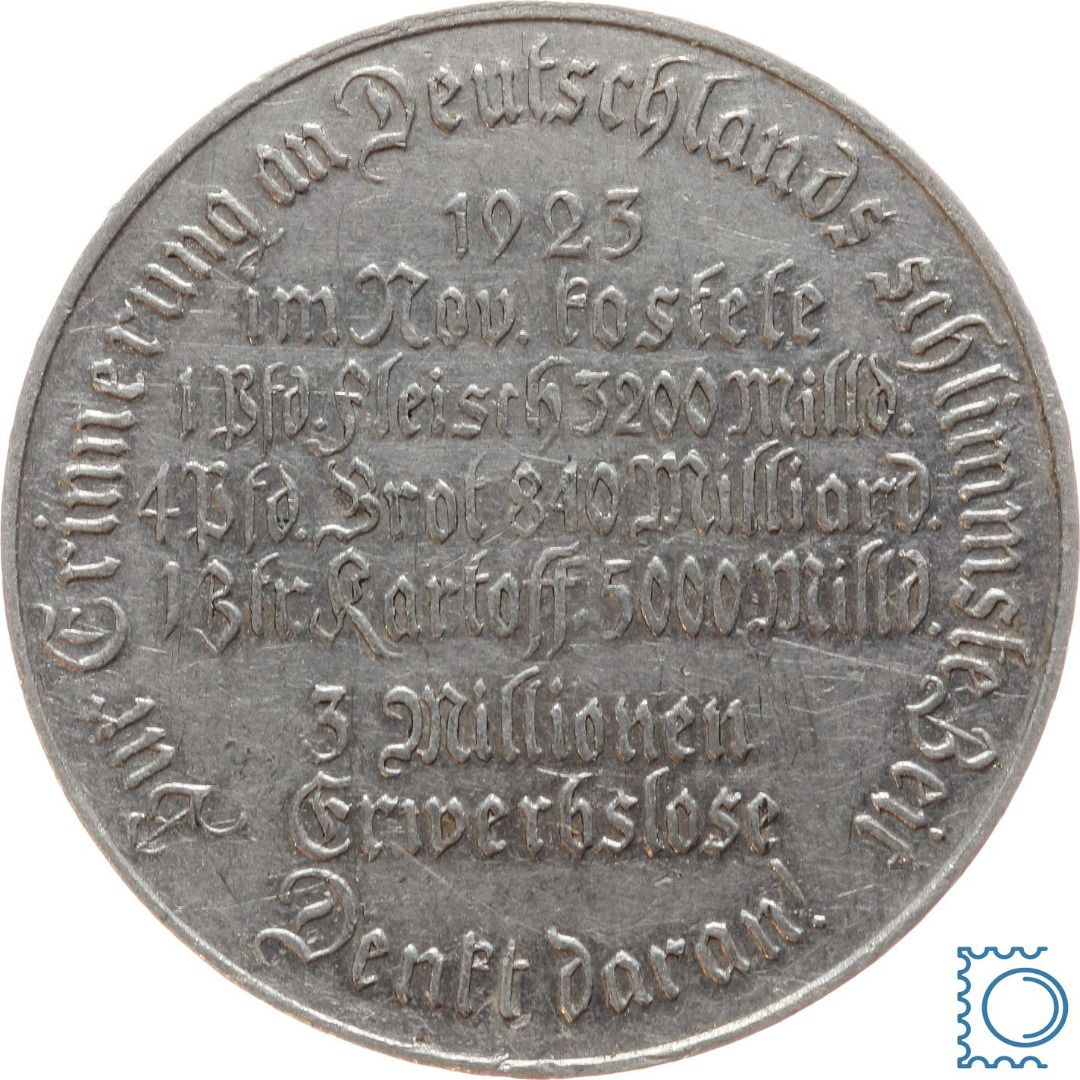 Zur Erinnerung an Deutschlands schlimmste Zeit
1923
im Nov. kostete
1 Pfd. Fleisch 3200 Milld.
4 Pfd. Brot 840 Milliard.
1 Ztr. Kartoff. 5000 Milld.
3 Millionen
Erwerbslose
Denkt daran!